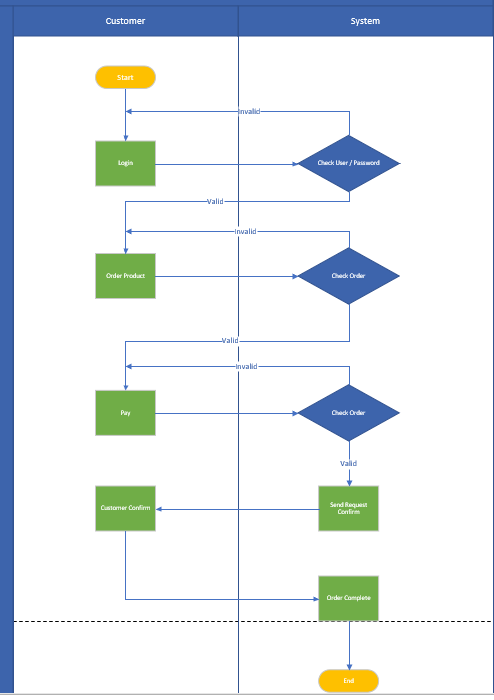 Customer
System
Start
Invalid
Login
Check User / Password
Valid
Invalid
Order Product
Check Order
Valid
Invalid
Pay
Check Order
Valid
Customer Confirm
Send Request
Confirm
Order Complete
End